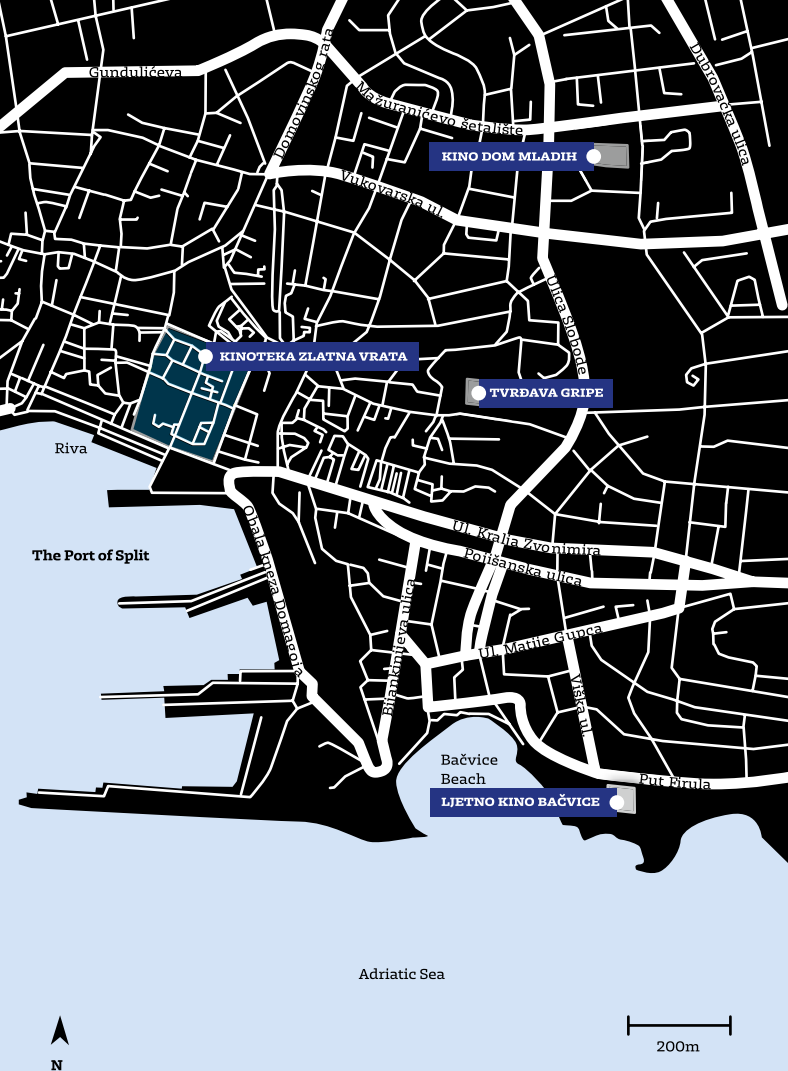 Gundulićeva
Domovinskog rata
Mažuranićevo šetalište
Dubrovačka ulica
KINO DOM MLADIH
Vukovarska ul.
Ulica Slobode
KINOTEKA ZLATNA VRATA
TVRĐAVA GRIPE
Riva
Obala kneza Domagoja
Ul. Kralja Zvonimira
The Port of Split
Poljišanska ulica
Bijankinijeva ulica
Ul. Matije Gupca
Viška ul.
Bačvice
Beach
Put Firula
LJETNO KINO BAČVICE
Adriatic Sea
200m
N